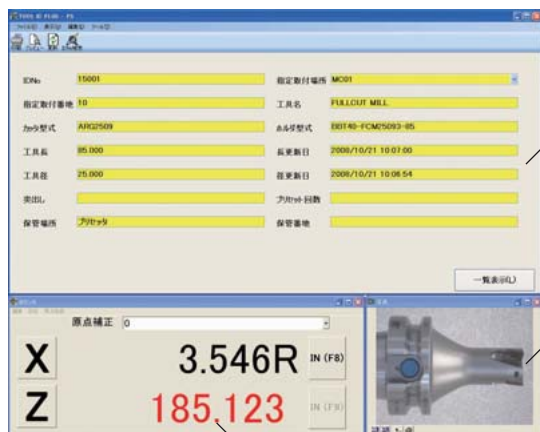 TOOL ID PLUS - PS
IDNo 15001 指定取付場所 MC01
指定取付番地 10 工具名 FULLCUT MILL
カッタ型式 ARG2509 ホルダ型式 BBT40-FCM25093-85
工具長 85.000 長更新日 2008/10/21 10:07:00
工具径 25.000 径更新日 2008/10/21 10:06:54
突出し プリセット回数
保管場所 プリセッタ 保管番地
一覧表示(L)
原点補正 0
X 3.546R IN (F8)
Z 185.123 IN (F9)